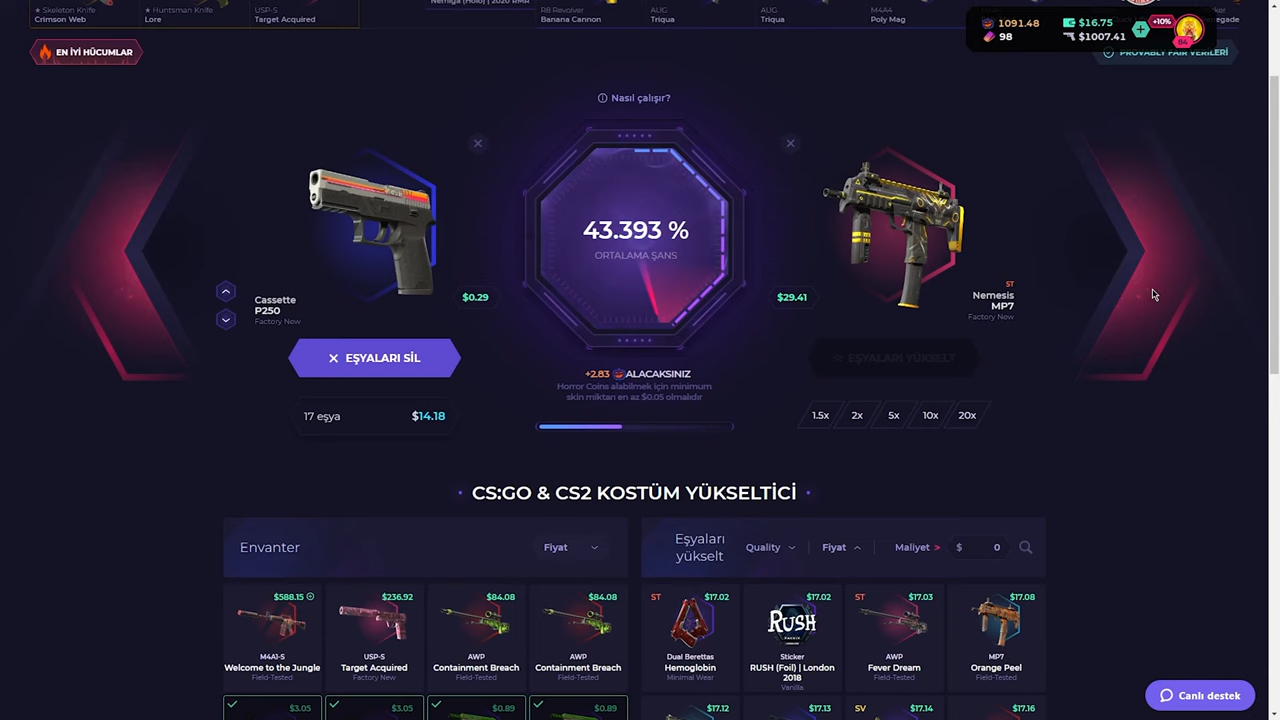 ★ Skeleton Knife
Crimson Web
★ Huntsman Knife
Lore
USP-S
Target Acquired
Nemiga (Holo) | 2020 RMR
R8 Revolver
Banana Cannon
AUG
Triqua
AUG
Triqua
M4A4
Poly Mag
1091.48
98
$16.75
$1007.41
+10%
84
EN İYİ HÜCUMLAR
PROVABLY FAIR VERİLERİ
Nasıl çalışır?
43.393 %
ORTALAMA ŞANS
Cassette
P250
Factory New
$0.29
$29.41
ST
Nemesis
MP7
Factory New
EŞYALARI SİL
EŞYALARI YÜKSELT
+2.83 ALACAKSINIZ
Horror Coins alabilmek için minimum
skin miktarı en az $0.05 olmalıdır
17 eşya
$14.18
1.5x
2x
5x
10x
20x
CS:GO & CS2 KOSTÜM YÜKSELTİCİ
Envanter
Fiyat
Eşyaları
yükselt
Quality
Fiyat
Maliyet >
$ 0
$588.15
M4A1-S
Welcome to the Jungle
Field-Tested
$236.92
USP-S
Target Acquired
Factory New
$84.08
AWP
Containment Breach
Field-Tested
$84.08
AWP
Containment Breach
Field-Tested
ST
$17.02
Dual Berettas
Hemoglobin
Minimal Wear
$17.02
RUSH
Sticker
RUSH (Foil) | London
2018
Vanilla
ST
$17.03
AWP
Fever Dream
Field-Tested
$17.08
MP7
Orange Peel
Field-Tested
$3.05
$3.05
$0.89
$0.89
$17.12
$17.13
SV
$17.14
$17.16
Canlı destek